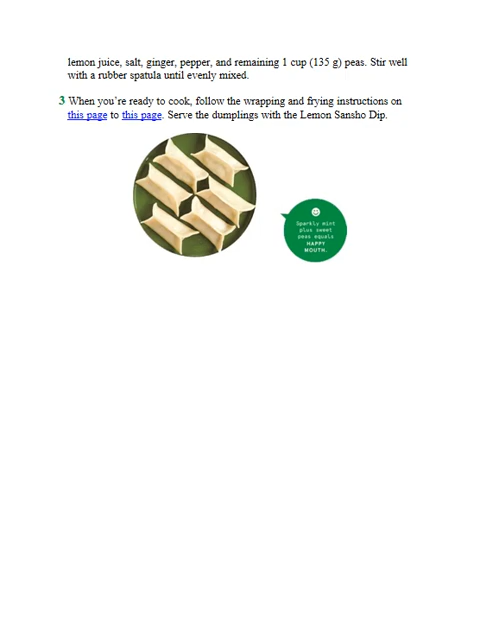 lemon juice, salt, ginger, pepper, and remaining 1 cup (135 g) peas. Stir well
with a rubber spatula until evenly mixed.
3 When you’re ready to cook, follow the wrapping and frying instructions on
this page to this page. Serve the dumplings with the Lemon Sansho Dip.
Sparkly mint
plus sweet
peas equals
HAPPY
MOUTH.